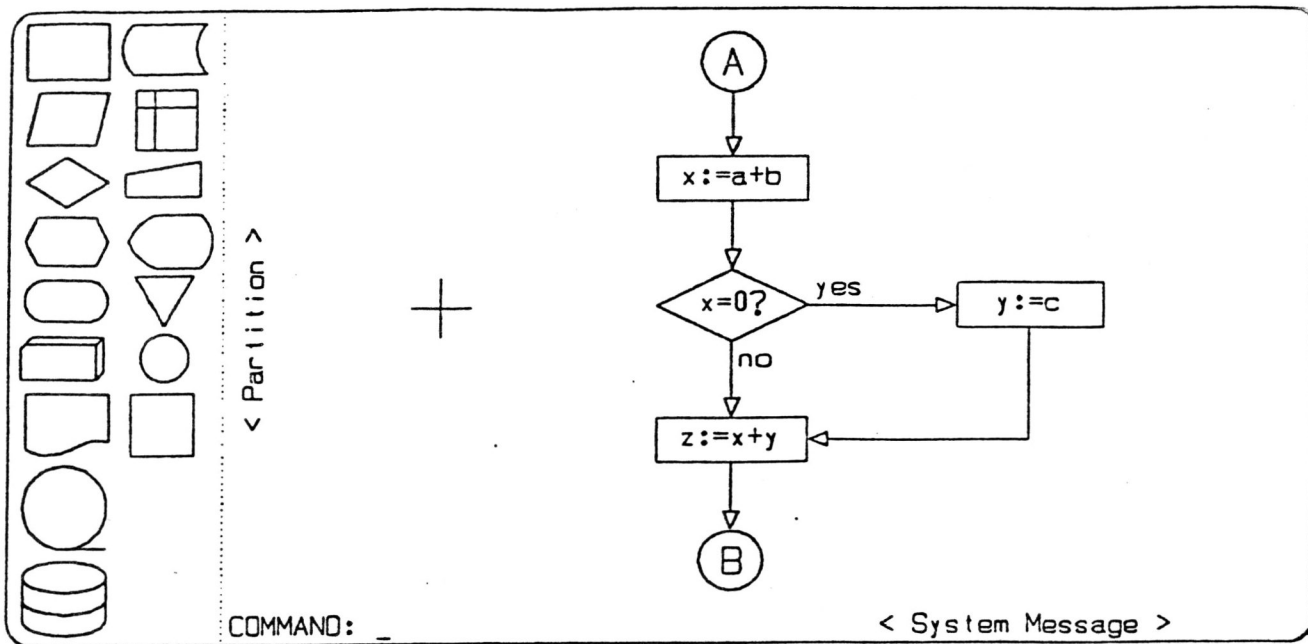 A
x:=a+b
< Partition >
x=0?
yes
y:=c
no
z:=x+y
B
COMMAND: _
< System Message >